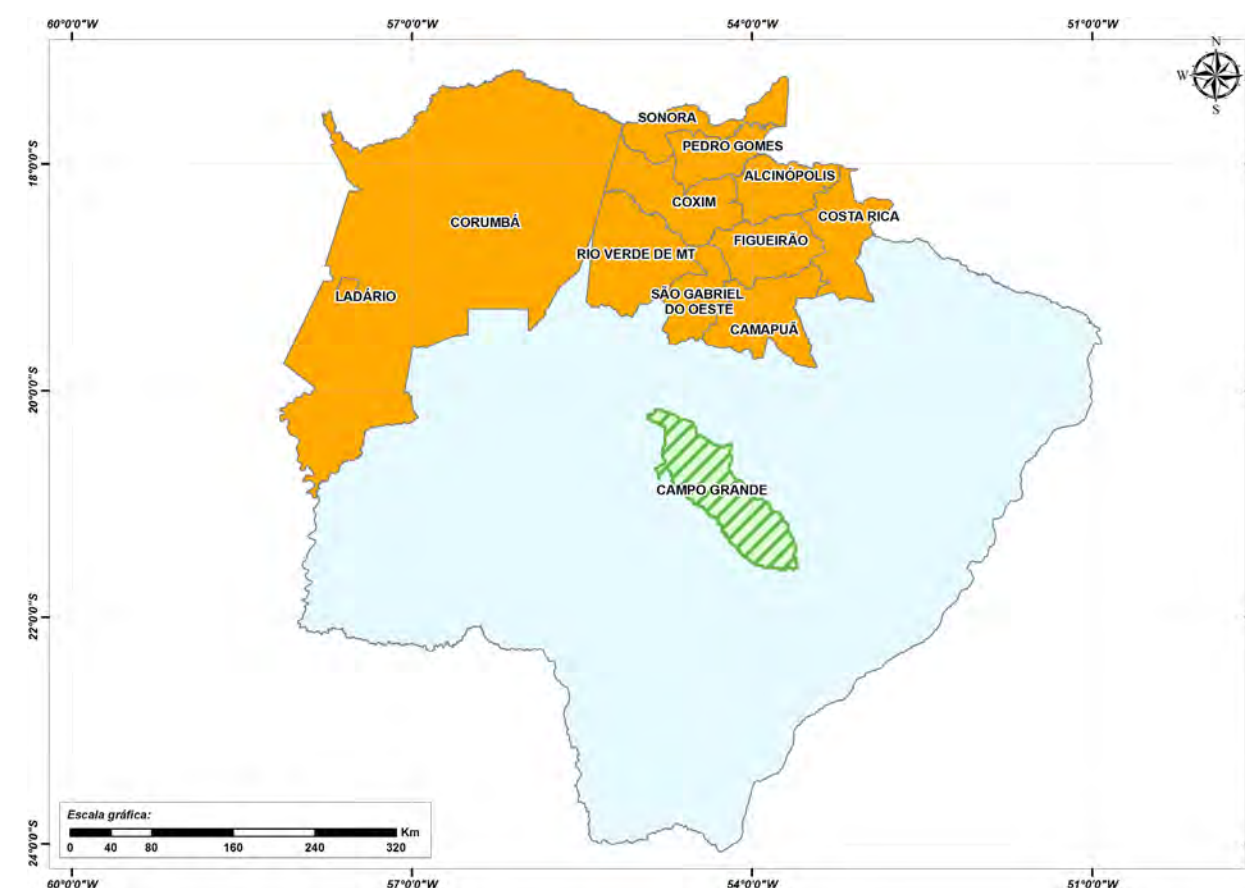 60°0'0"W 57°0'0"W 54°0'0"W 51°0'0"W
N
W
S
SONORA
PEDRO GOMES
18°0'0"S
ALCINÓPOLIS
COXIM
COSTA RICA
CORUMBÁ
FIGUEIRÃO
RIO VERDE DE MT
LADÁRIO
SÃO GABRIEL
DO OESTE
CAMAPUÃ
20°0'0"S
CAMPO GRANDE
22°0'0"S
Escala gráfica:
Km
0 40 80 160 240 320
24°0'0"S
60°0'0"W 57°0'0"W 54°0'0"W 51°0'0"W